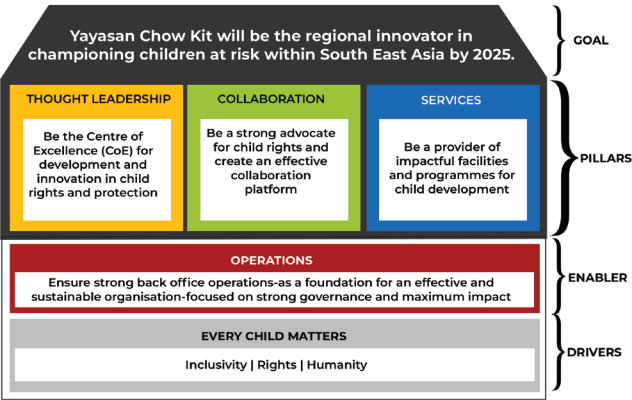 Yayasan Chow Kit will be the regional innovator in
championing children at risk within South East Asia by 2025.
GOAL
THOUGHT LEADERSHIP
Be the Centre of
Excellence (CoE) for
development and
innovation in child
rights and protection
COLLABORATION
Be a strong advocate
for child rights and
create an effective
collaboration
platform
SERVICES
Be a provider of
impactful facilities
and programmes for
child development
PILLARS
OPERATIONS
Ensure strong back office operations-as a foundation for an effective and
sustainable organisation-focused on strong governance and maximum impact
ENABLER
EVERY CHILD MATTERS
Inclusivity | Rights | Humanity
DRIVERS